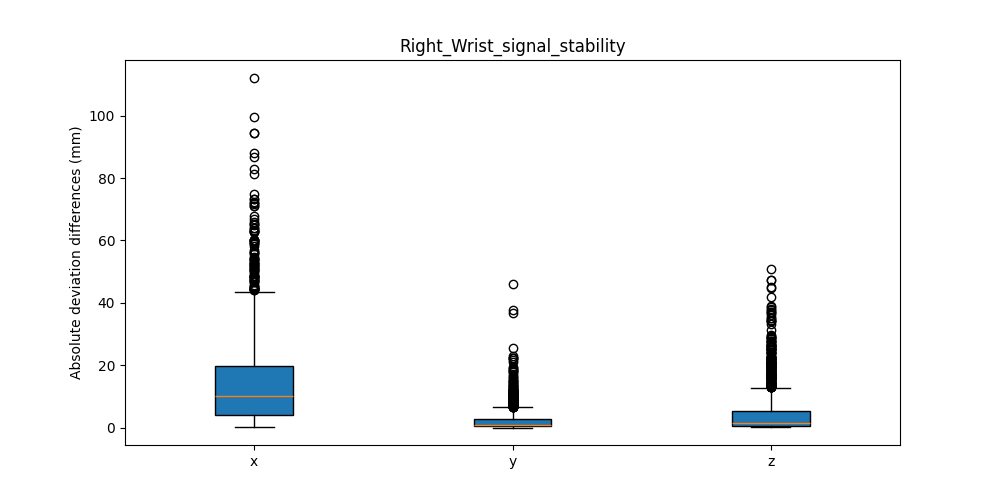 Right_Wrist_signal_stability
Absolute deviation differences (mm)
100
80
60
40
20
0
x y z